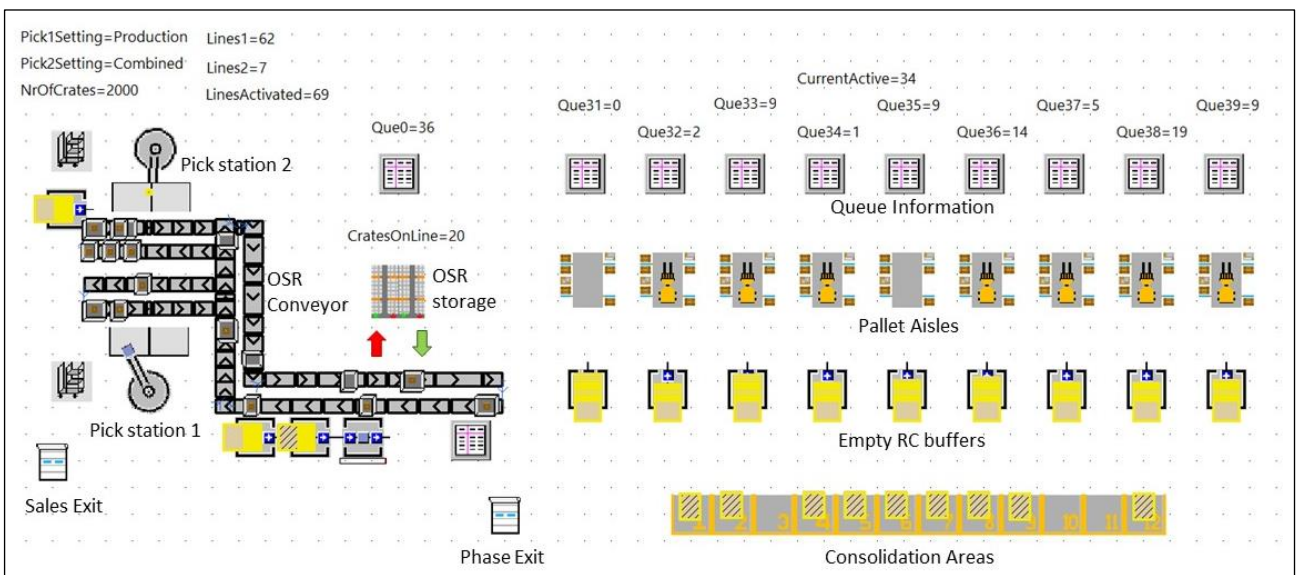 Pick1Setting=Production Lines1=62
Pick2Setting=Combined Lines2=7
NrOfCrates=2000 LinesActivated=69
CurrentActive=34
Que31=0 Que33=9 Que35=9 Que37=5 Que39=9
Que0=36 Que32=2 Que34=1 Que36=14 Que38=19
Pick station 2
Queue Information
CratesOnLine=20
OSR
Conveyor
OSR
storage
Pallet Aisles
Pick station 1
Empty RC buffers
Sales Exit
1 2 3 4 5 6 7 8 9 10 11 12
Phase Exit
Consolidation Areas